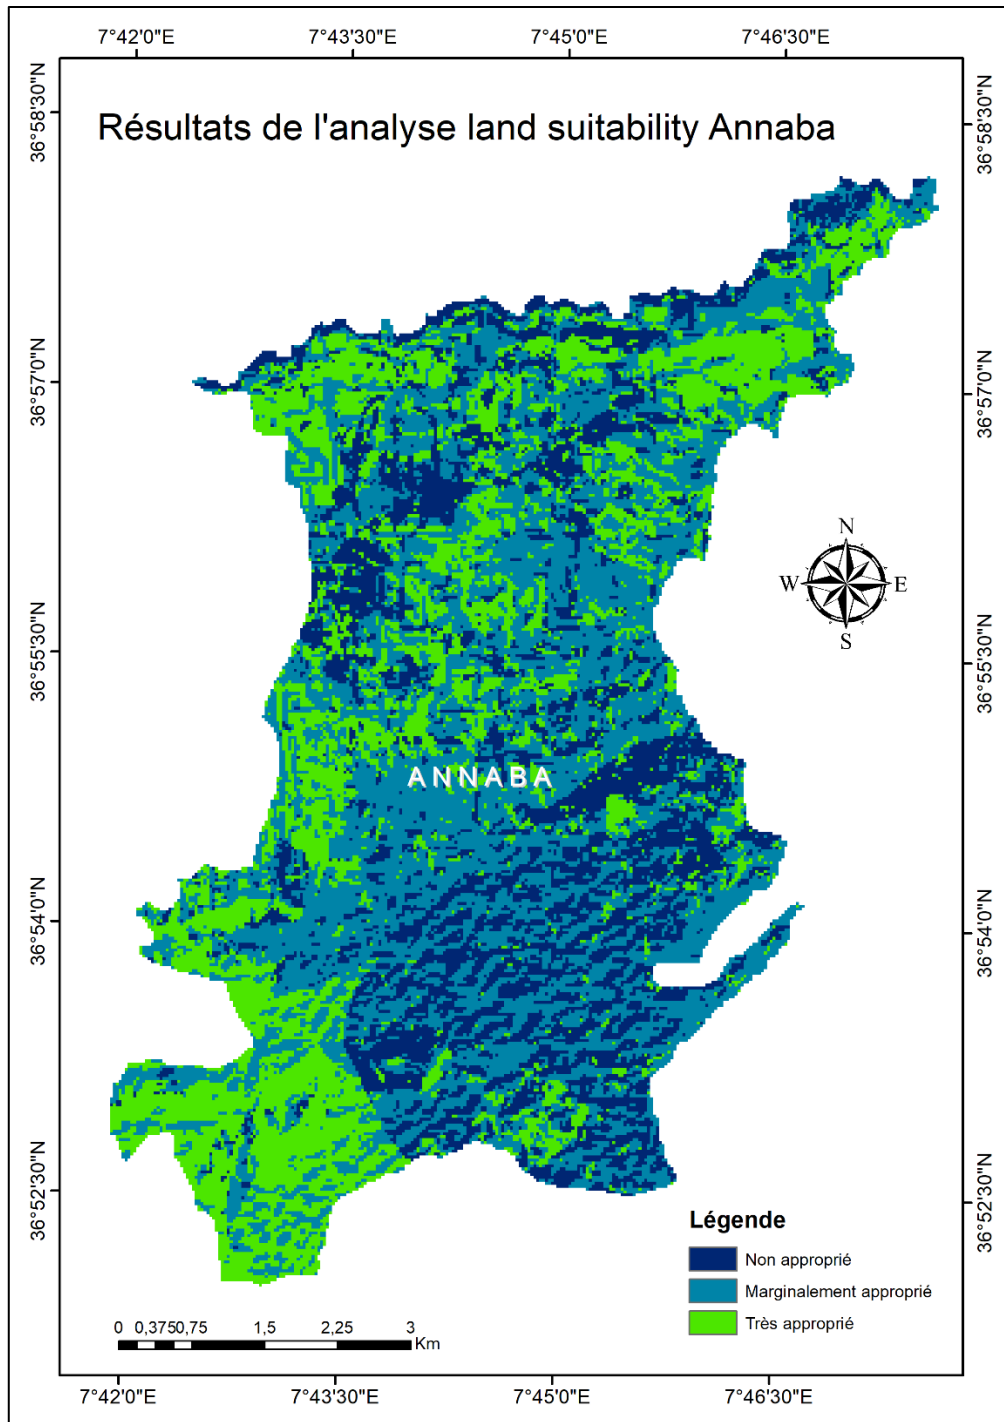 7°42'0"E 7°43'30"E 7°45'0"E 7°46'30"E
36°58'30"N 36°58'30"N
Résultats de l'analyse land suitability Annaba
36°57'0"N 36°57'0"N
N
W E
S
36°55'30"N 36°55'30"N
ANNABA
36°54'0"N 36°54'0"N
36°52'30"N 36°52'30"N
Légende
Non approprié
Marginalement approprié
Très approprié
0 0,375 0,75 1,5 2,25 3
Km
7°42'0"E 7°43'30"E 7°45'0"E 7°46'30"E